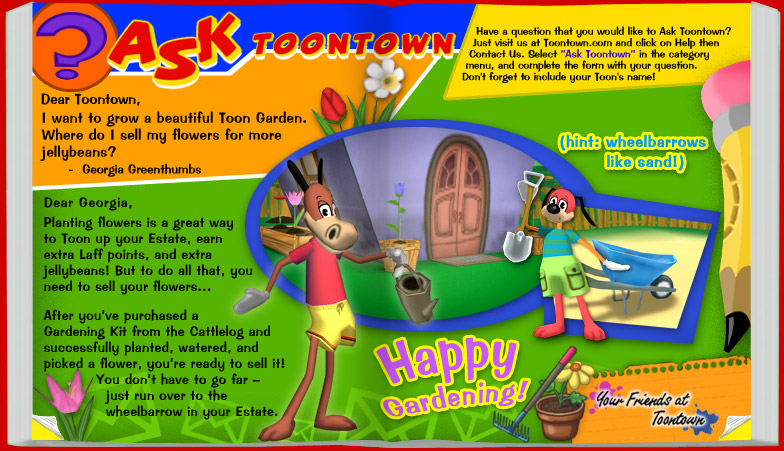 ?ASK TOONTOWN
Have a question that you would like to Ask Toontown?
Just visit us at Toontown.com and click on Help then
Contact Us. Select "Ask Toontown" in the category
menu, and complete the form with your question.
Don't forget to include your Toon's name!
Dear Toontown,
I want to grow a beautiful Toon Garden.
Where do I sell my flowers for more
jellybeans?
- Georgia Greenthumbs
(hint: wheelbarrows
like sand!)
Dear Georgia,
Planting flowers is a great way
to Toon up your Estate, earn
extra Laff points, and extra
jellybeans! But to do all that, you
need to sell your flowers...
After you've purchased a
Gardening Kit from the Cattlelog and
successfully planted, watered, and
picked a flower, you're ready to sell it!
You don't have to go far –
just run over to the
wheelbarrow in your Estate.
Happy
Gardening!
Your Friends at
Toontown